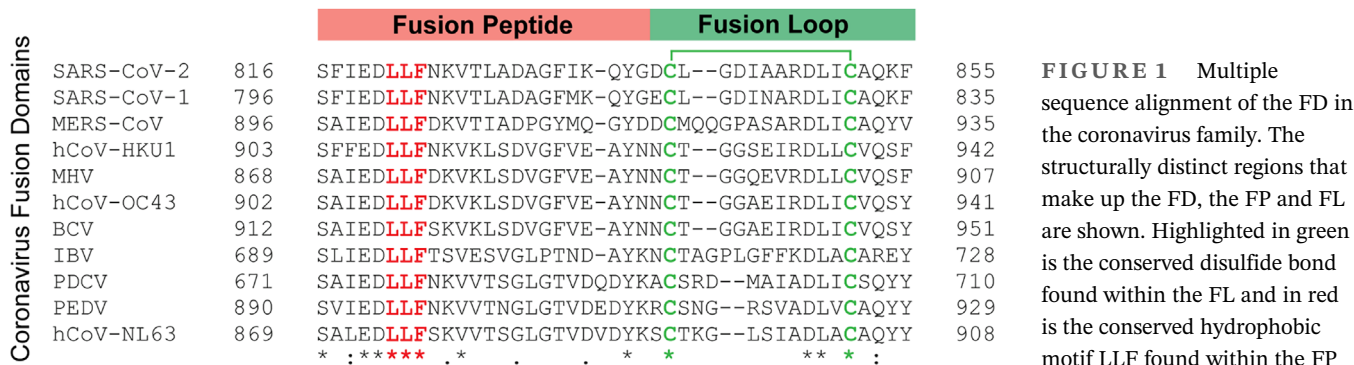 Fusion Peptide Fusion Loop
Coronavirus Fusion Domains
SARS-CoV-2 816 SFIEDLLFNKVTLADAGFIK-QYGDCL--GDIAARDLICAQKF 855
SARS-CoV-1 796 SFIEDLLFNKVTLADAGFMK-QYGECL--GDINARDLICAQKF 835
MERS-CoV 896 SAIEDLLFDKVTIADPGYMQ-GYDDCMQQGPASARDLICAQYV 935
hCoV-HKU1 903 SFFEDLLFNKVKLSDVGFVE-AYNNCT--GGSEIRDLLCVQSF 942
MHV 868 SAIEDLLFDKVKLSDVGFVE-AYNNCT--GGQEVRDLLCVQSF 907
hCoV-OC43 902 SAIEDLLFDKVKLSDVGFVE-AYNNCT--GGAEIRDLICVQSY 941
BCV 912 SAIEDLLFSKVKLSDVGFVE-AYNNCT--GGAEIRDLICVQSY 951
IBV 689 SLIEDLLFTSVESVGLPTND-AYKNCTAGPLGFFKDLACAREY 728
PDCV 671 SAIEDLLFNKVVTSGLGTVDQDYKACSRD--MAIADLICSQYY 710
PEDV 890 SVIEDLLFNKVVTNGLGTVDEDYKRCSNG--RSVADLVCAQYY 929
hCoV-NL63 869 SALEDLLFSKVVTSGLGTVDVDYKSCTKG--LSIADLACAQYY 908
* :***** .* . . * * ** * :
FIGURE 1 Multiple
sequence alignment of the FD in
the coronavirus family. The
structurally distinct regions that
make up the FD, the FP and FL
are shown. Highlighted in green
is the conserved disulfide bond
found within the FL and in red
is the conserved hydrophobic
motif LLF found within the FP